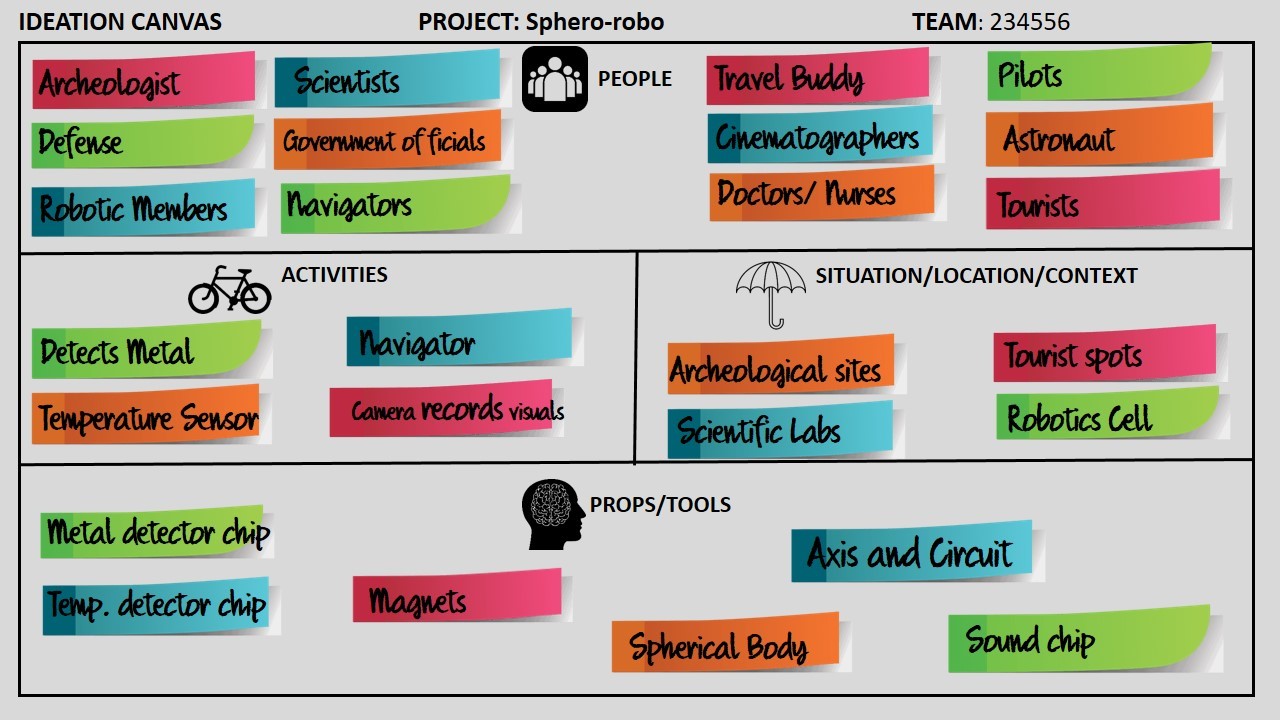 IDEATION CANVAS PROJECT: Sphero-robo TEAM: 234556
PEOPLE
Archeologist Scientists
Defense Government officials
Robotic Members Navigators
Travel Buddy Pilots
Cinematographers Astronaut
Doctors/ Nurses Tourists
ACTIVITIES
Detects Metal Navigator
Temperature Sensor Camera records visuals
SITUATION/LOCATION/CONTEXT
Archeological sites Tourist spots
Scientific Labs Robotics Cell
PROPS/TOOLS
Metal detector chip
Temp. detector chip
Magnets
Axis and Circuit
Spherical Body
Sound chip